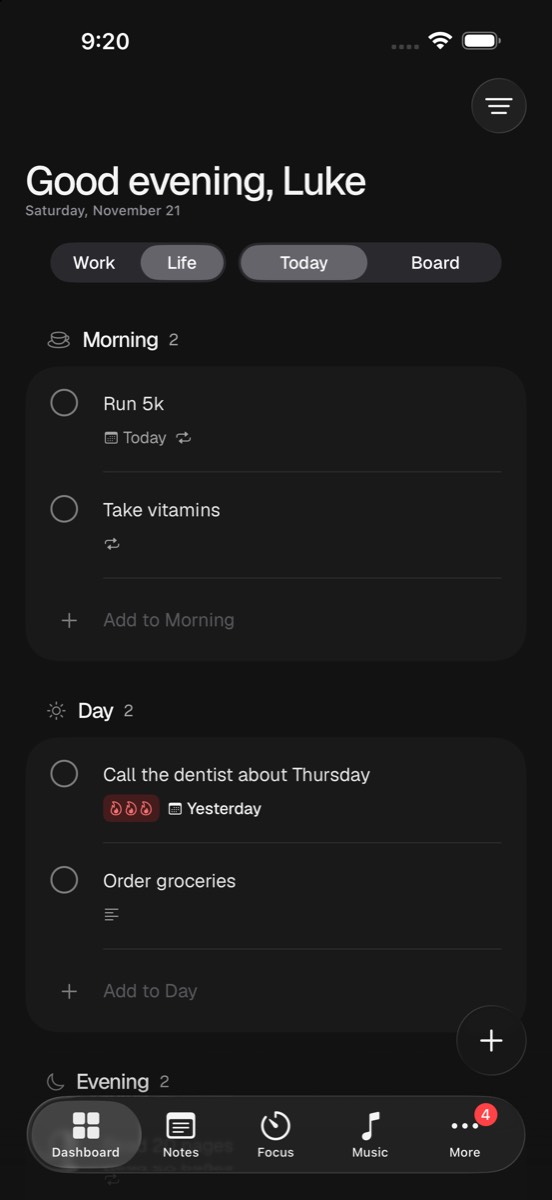 9:20
Good evening, Luke
Saturday, November 21
Work Life Today Board
Morning 2
Run 5k
Today
Take vitamins
+ Add to Morning
Day 2
Call the dentist about Thursday
Yesterday
Order groceries
+ Add to Day
+
Evening 2
4
Dashboard Notes Focus Music More